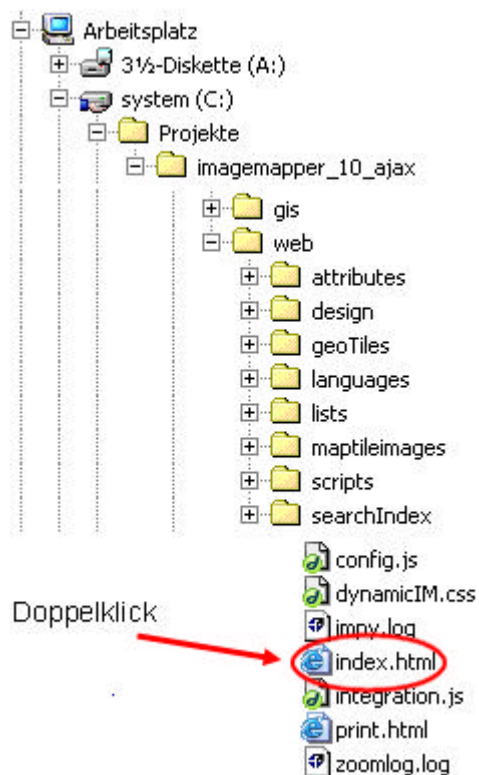 Arbeitsplatz
3½-Diskette (A:)
system (C:)
Projekte
imagemapper_10_ajax
gis
web
attributes
design
geoTiles
languages
lists
maptileimages
scripts
searchIndex
config.js
dynamicIM.css
Doppelklick
impy.log
index.html
integration.js
print.html
zoomlog.log